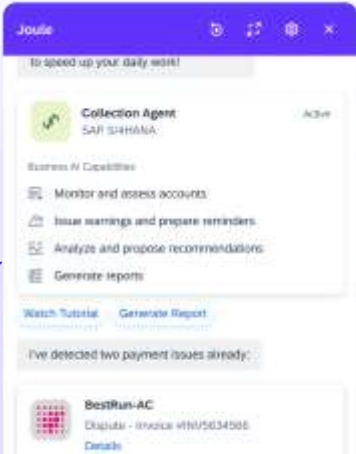 Joule
to speed up your daily work!
Collection Agent
Active
SAP S/4HANA
Business AI Capabilities
Monitor and assess accounts
Issue warnings and prepare reminders
Analyze and propose recommendations
Generate reports
Watch Tutorial Generate Report
I've detected two payment issues already:
BestRun-AC
Dispute - Invoice
Details